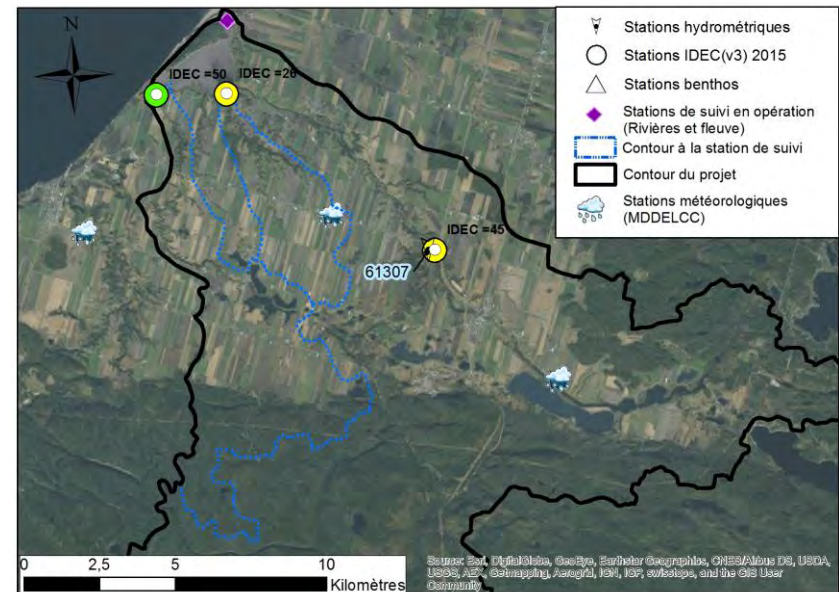 N
IDEC =50
IDEC =26
IDEC =45
61307
Stations hydrométriques
Stations IDEC(v3) 2015
Stations benthos
Stations de suivi en opération
(Rivières et fleuve)
Contour à la station de suivi
Contour du projet
Stations météorologiques
(MDDELCC)
0 2,5 5 10
Kilomètres
Source: Esri, DigitalGlobe, GeoEye, Earthstar Geographics, CNES/Airbus DS, USDA,
USGS, AEX, Getmapping, Aerogrid, IGN, IGP, swisstopo, and the GIS User
Community